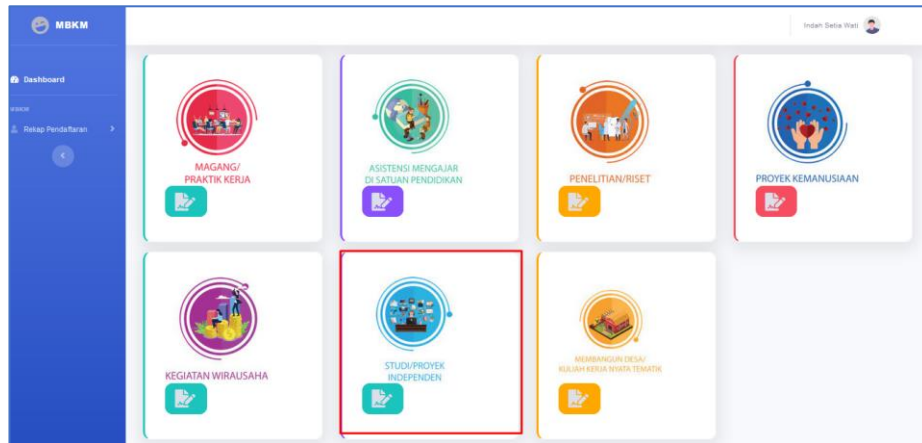 MBKM
Indah Setia Wati
Dashboard
Rekap Pendaftaran
MAGANG/
PRAKTIK KERJA
ASISTENSI MENGAJAR
DI SATUAN PENDIDIKAN
PENELITIAN/RISET
PROYEK KEMANUSIAAN
KEGIATAN WIRAUSAHA
STUDI/PROYEK
INDEPENDEN
MEMBANGUN DESA/
KULIAH KERJA NYATA TEMATIK